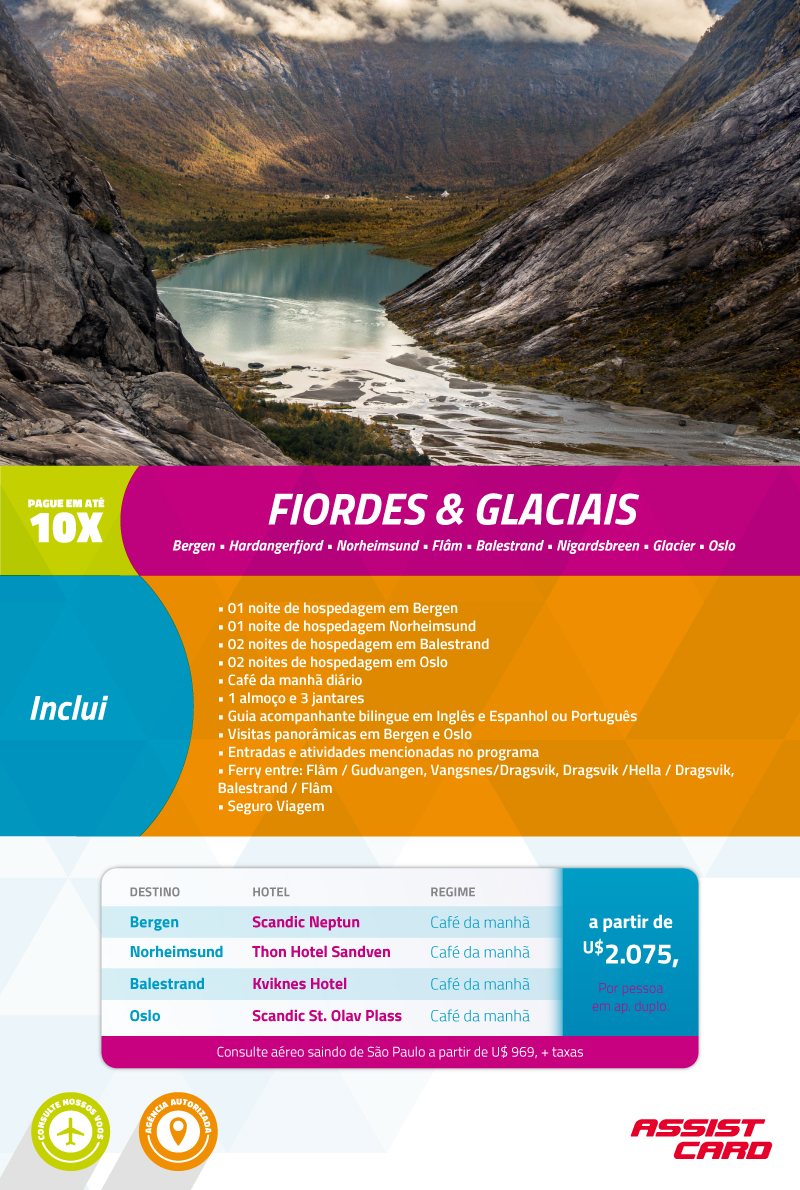 PAGUE EM ATÉ
10X
FIORDES & GLACIAIS
Bergen ▪ Hardangerfjord ▪ Norheimsund ▪ Flâm ▪ Balestrand ▪ Nigardsbreen ▪ Glacier ▪ Oslo
Inclui
▪ 01 noite de hospedagem em Bergen
▪ 01 noite de hospedagem Norheimsund
▪ 02 noites de hospedagem em Balestrand
▪ 02 noites de hospedagem em Oslo
▪ Café da manhã diário
▪ 1 almoço e 3 jantares
▪ Guia acompanhante bilingue em Inglês e Espanhol ou Português
▪ Visitas panorâmicas em Bergen e Oslo
▪ Entradas e atividades mencionadas no programa
▪ Ferry entre: Flâm / Gudvangen, Vangsnes/Dragsvik, Dragsvik /Hella / Dragsvik,
Balestrand / Flâm
▪ Seguro Viagem
DESTINO HOTEL REGIME
Bergen Scandic Neptun Café da manhã
Norheimsund Thon Hotel Sandven Café da manhã
Balestrand Kviknes Hotel Café da manhã
Oslo Scandic St. Olav Plass Café da manhã
a partir de
U$2.075,
Por pessoa
em ap. duplo
Consulte aéreo saindo de São Paulo a partir de U$ 969, + taxas
CONSULTE NOSSOS VOOS
AGÊNCIA AUTORIZADA
ASSIST
CARD